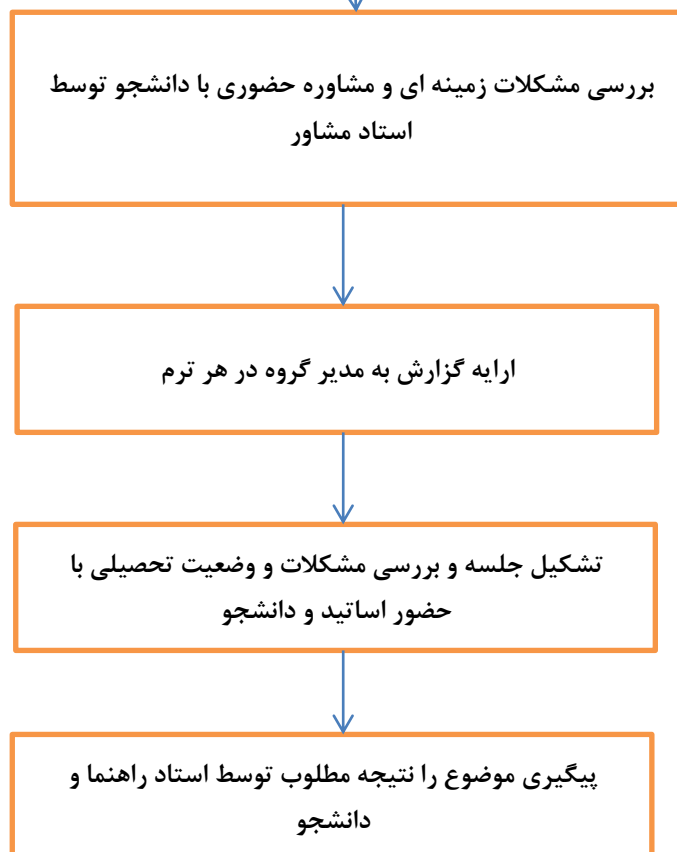 بررسی مشکلات زمینه ای و مشاوره حضوری با دانشجو توسط
استاد مشاور
ارایه گزارش به مدیر گروه در هر ترم
تشکیل جلسه و بررسی مشکلات و وضعیت تحصیلی با
حضور اساتید و دانشجو
پیگیری موضوع را نتیجه مطلوب توسط استاد راهنما و
دانشجو